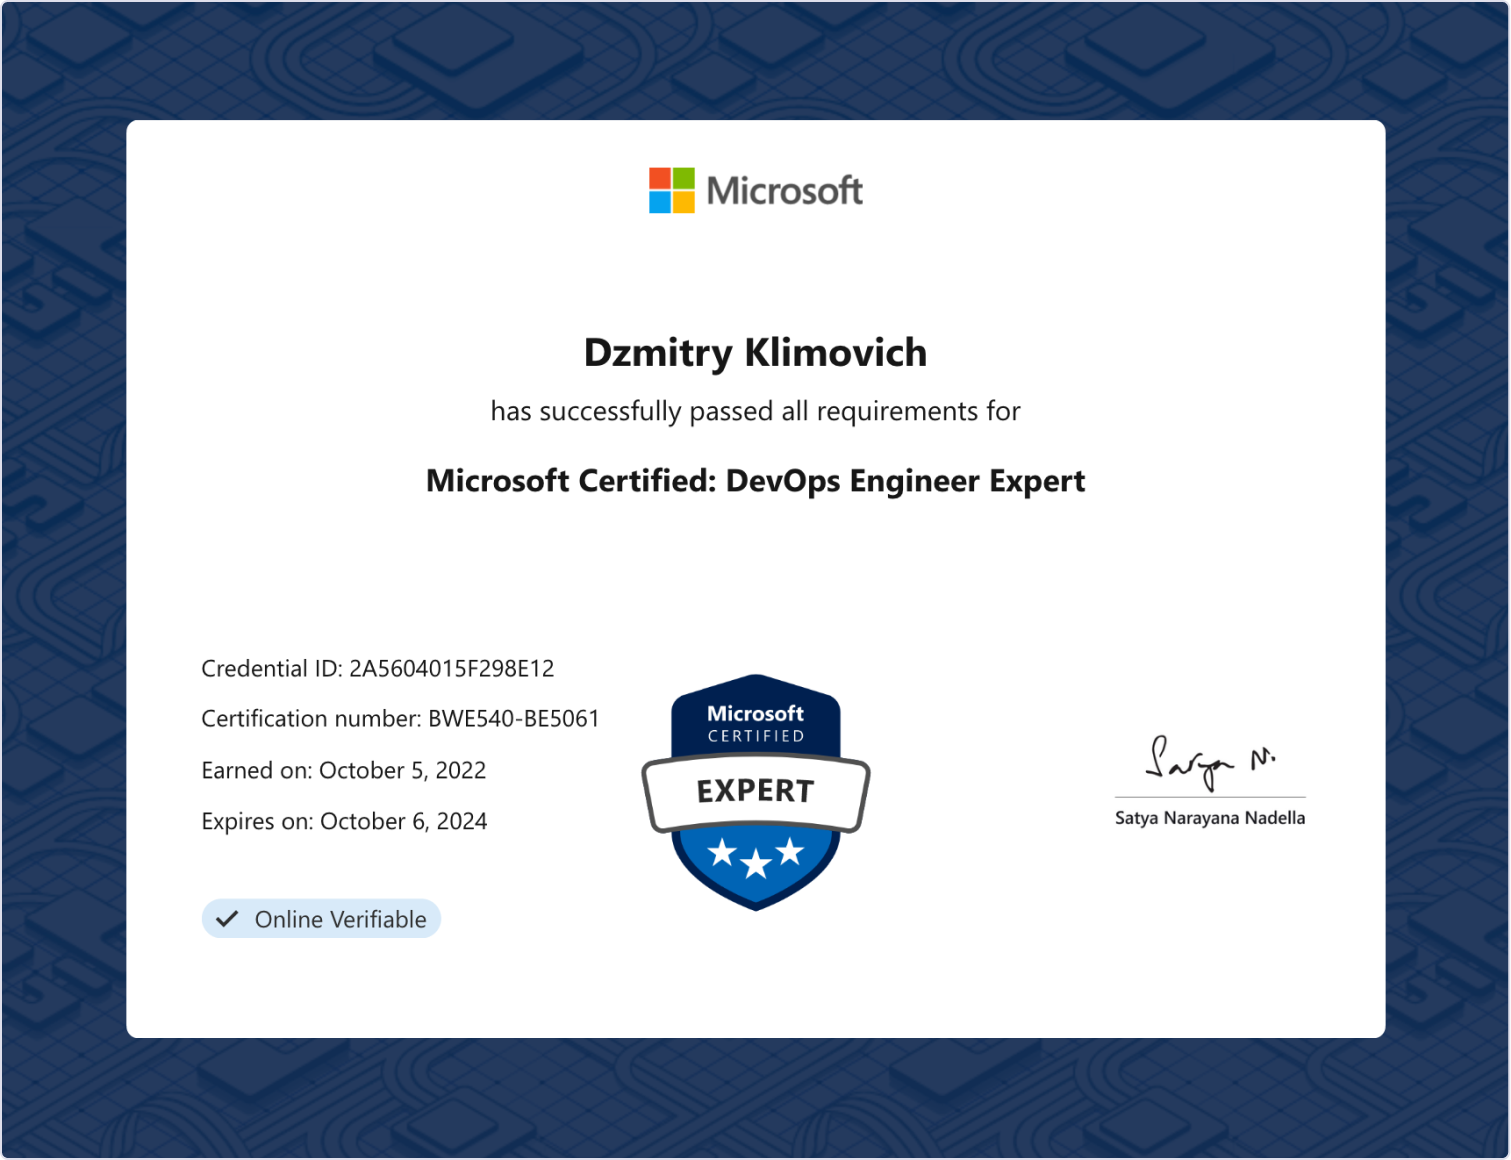 Microsoft
Dzmitry Klimovich
has successfully passed all requirements for
Microsoft Certified: DevOps Engineer Expert
Credential ID: 2A5604015F298E12
Certification number: BWE540-BE5061
Earned on: October 5, 2022
Expires on: October 6, 2024
Online Verifiable
Microsoft
CERTIFIED
EXPERT
Satya N.
Satya Narayana Nadella